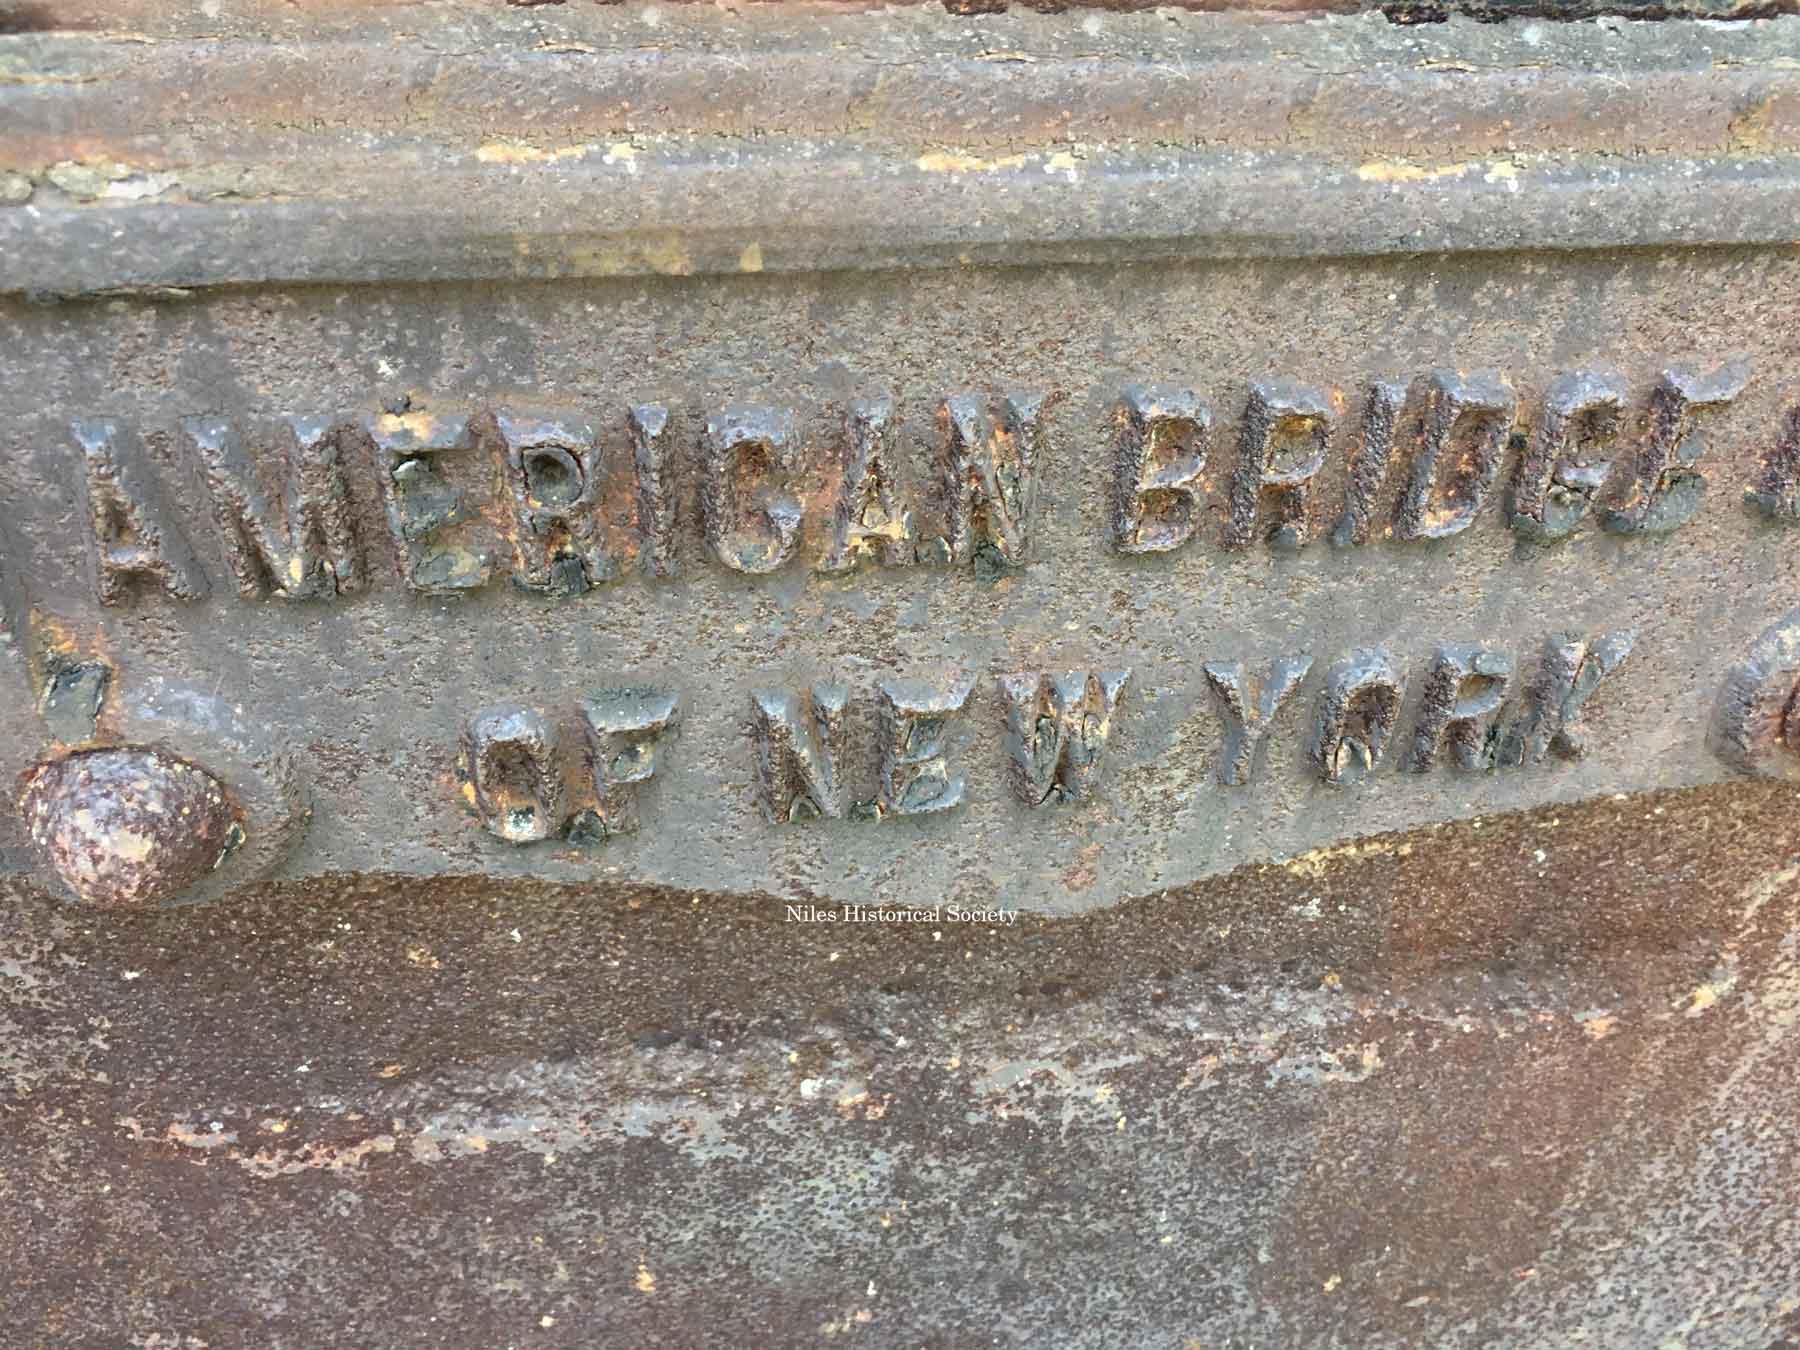 AMERICAN BRIDGE
OF NEW YORK
Niles Historical Society